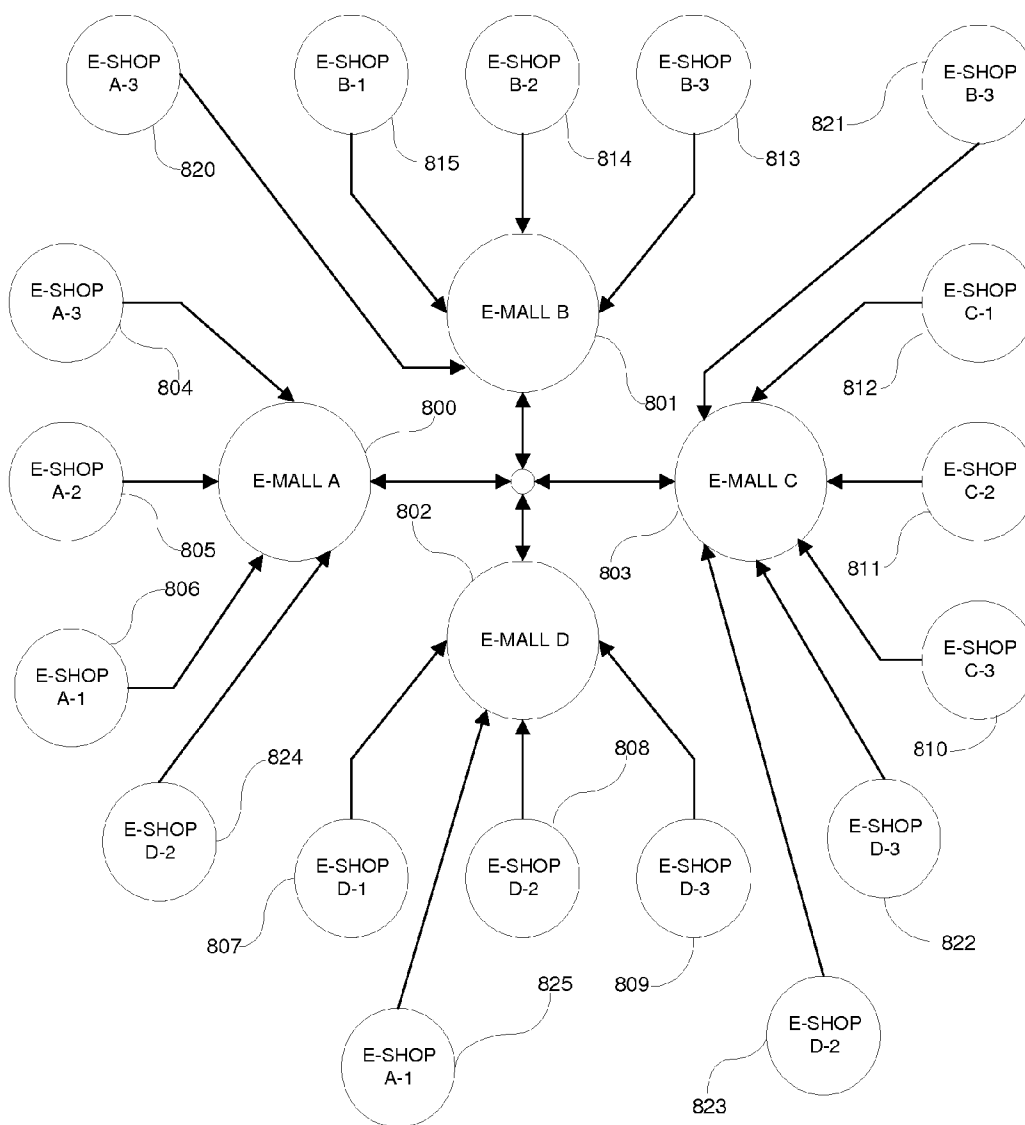 E-SHOP
A-3
E-SHOP
B-1
E-SHOP
B-2
E-SHOP
B-3
E-SHOP
B-3
820
815
814
813
821
E-SHOP
A-3
E-MALL B
E-SHOP
C-1
804
800
801
812
E-SHOP
A-2
E-MALL A
E-MALL C
E-SHOP
C-2
802
805
803
811
806
E-MALL D
E-SHOP
A-1
E-SHOP
C-3
824
808
810
E-SHOP
D-2
E-SHOP
D-1
E-SHOP
D-2
E-SHOP
D-3
E-SHOP
D-3
807
822
825
809
E-SHOP
A-1
E-SHOP
D-2
823